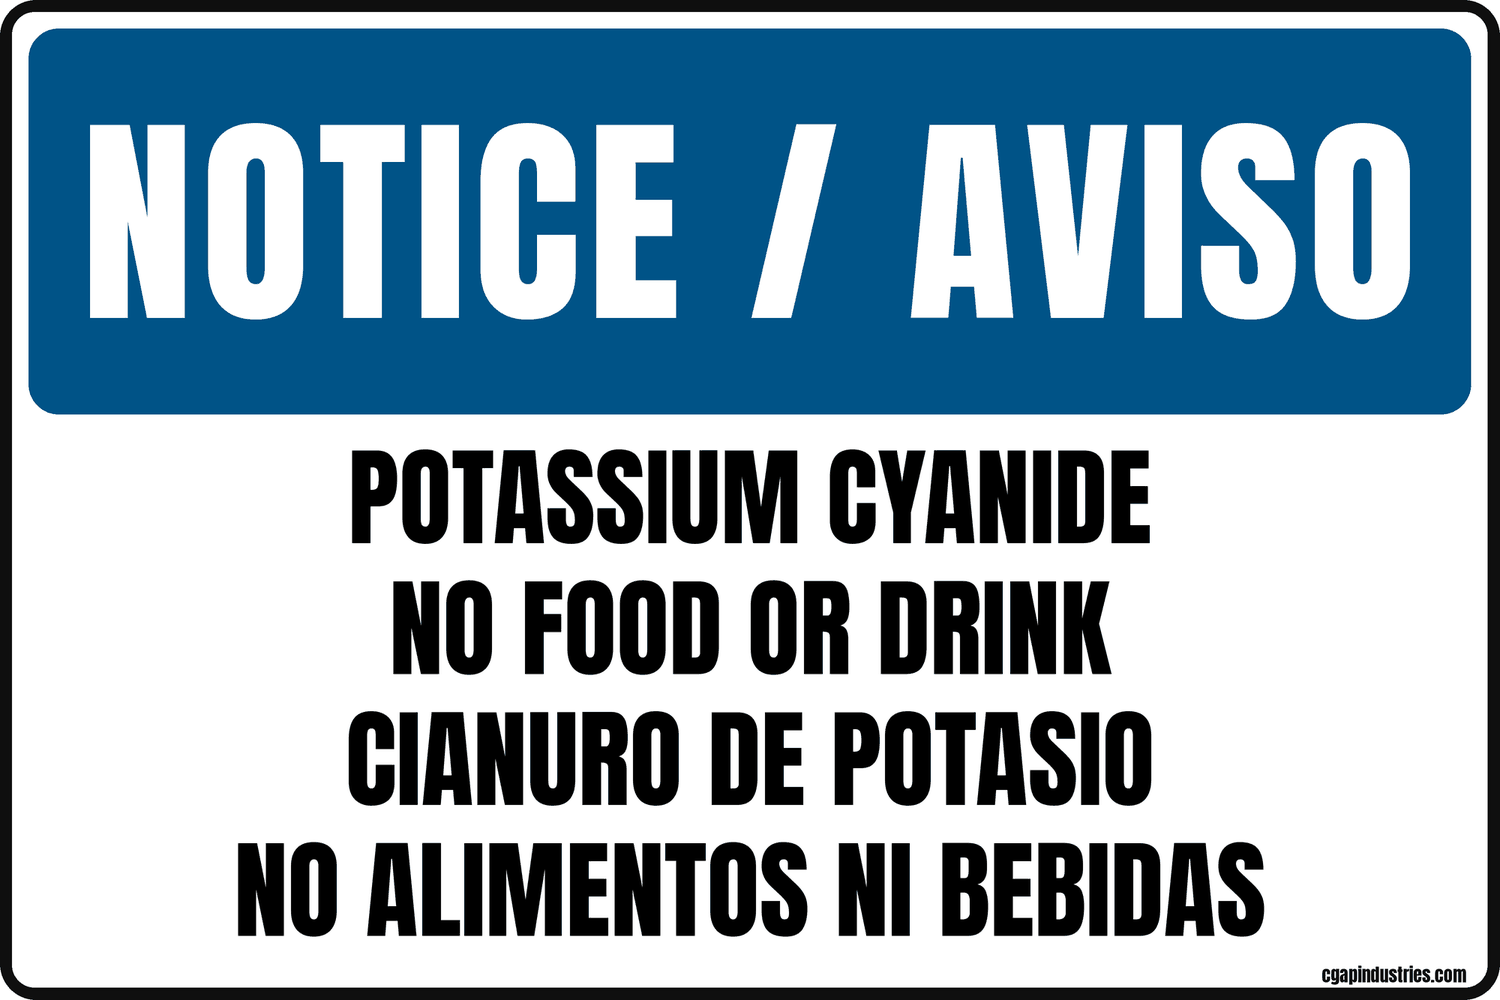 NOTICE / AVISO
POTASSIUM CYANIDE
NO FOOD OR DRINK
CIANURO DE POTASIO
NO ALIMENTOS NI BEBIDAS
cgapindustries.com